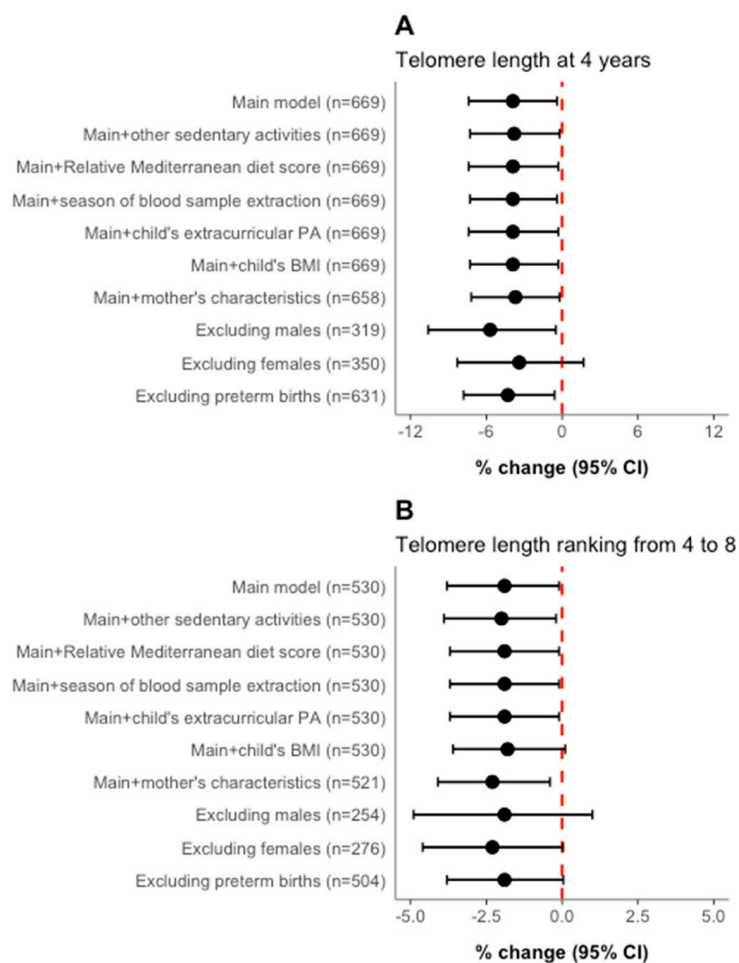 A
Telomere length at 4 years
Main model (n=669)
Main+other sedentary activities (n=669)
Main+Relative Mediterranean diet score (n=669)
Main+season of blood sample extraction (n=669)
Main+child's extracurricular PA (n=669)
Main+child's BMI (n=669)
Main+mother's characteristics (n=658)
Excluding males (n=319)
Excluding females (n=350)
Excluding preterm births (n=631)
-12 -6 0 6 12
% change (95% CI)
B
Telomere length ranking from 4 to 8
Main model (n=530)
Main+other sedentary activities (n=530)
Main+Relative Mediterranean diet score (n=530)
Main+season of blood sample extraction (n=530)
Main+child's extracurricular PA (n=530)
Main+child's BMI (n=530)
Main+mother's characteristics (n=521)
Excluding males (n=254)
Excluding females (n=276)
Excluding preterm births (n=504)
-5.0 -2.5 0.0 2.5 5.0
% change (95% CI)